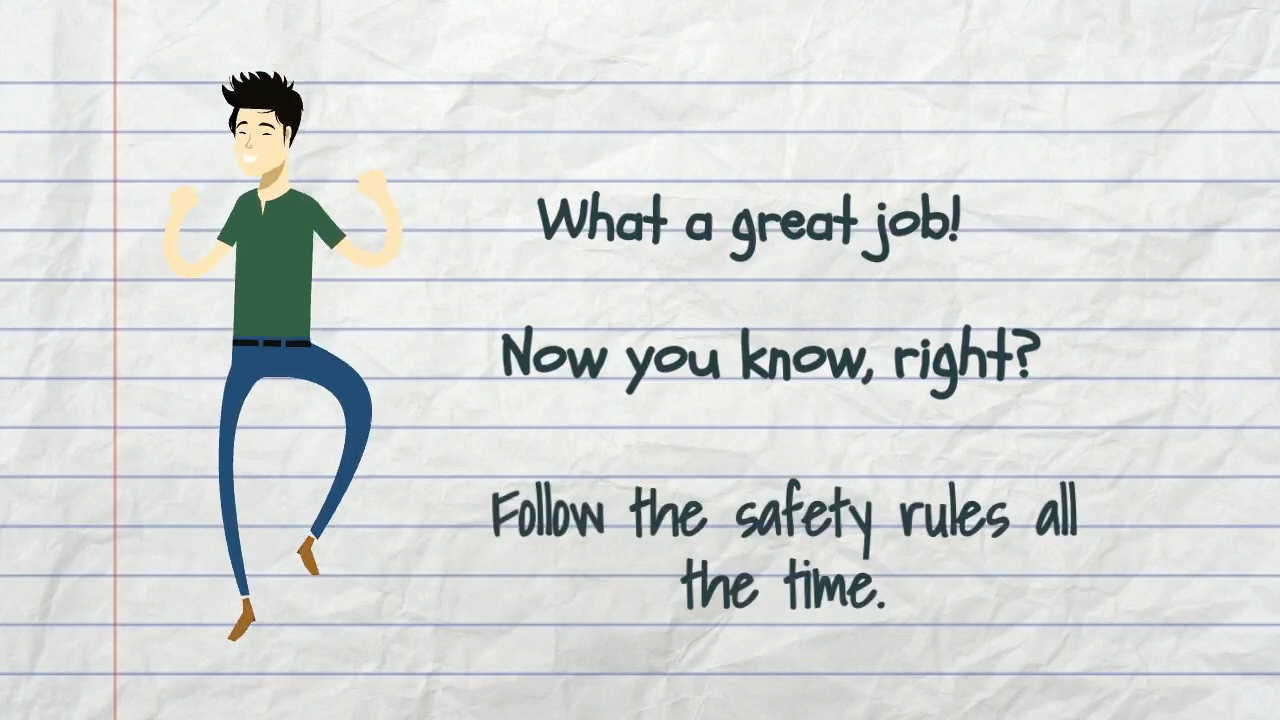 What a great job!
Now you know, right?
Follow the safety rules all
the time.